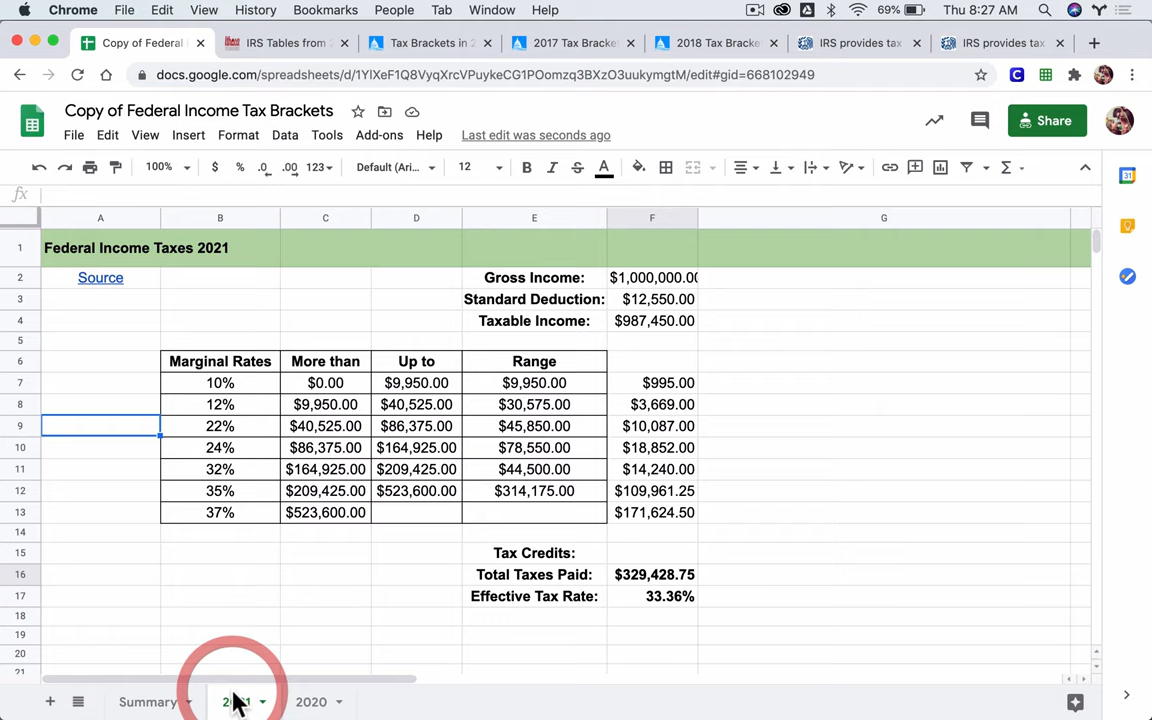 Chrome File Edit View History Bookmarks People Tab Window Help 69% Thu 8:27 AM
Copy of Federal IRS Tables from Tax Brackets in 2 2017 Tax Bracke 2018 Tax Bracke IRS provides tax IRS provides tax
docs.google.com/spreadsheets/d/1YlXeF1Q8VyqXrcVPuykeCG1POomzq3BXzO3uukymgtM/edit#gid=668102949
Copy of Federal Income Tax Brackets
Share
File Edit View Insert Format Data Tools Add-ons Help Last edit was seconds ago
100% $ % .0 .00 123 Default (Ari... 12 B I S A
fx
A B C D E F G
1 Federal Income Taxes 2021
2 Source Gross Income: $1,000,000.00
3 Standard Deduction: $12,550.00
4 Taxable Income: $987,450.00
5
6 Marginal Rates More than Up to Range
7 10% $0.00 $9,950.00 $9,950.00 $995.00
8 12% $9,950.00 $40,525.00 $30,575.00 $3,669.00
9 22% $40,525.00 $86,375.00 $45,850.00 $10,087.00
10 24% $86,375.00 $164,925.00 $78,550.00 $18,852.00
11 32% $164,925.00 $209,425.00 $44,500.00 $14,240.00
12 35% $209,425.00 $523,600.00 $314,175.00 $109,961.25
13 37% $523,600.00 $171,624.50
14
15 Tax Credits:
16 Total Taxes Paid: $329,428.75
17 Effective Tax Rate: 33.36%
18
19
20
21
Summary 2021 2020